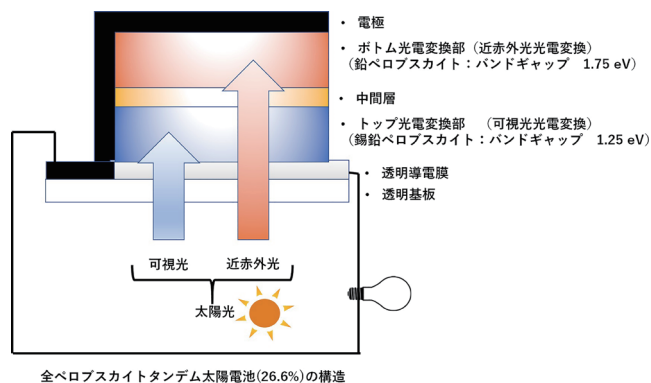 ・ 電極
・ ボトム光電変換部（近赤外光光電変換）
（鉛ペロブスカイト：バンドギャップ 1.75 eV）
・ 中間層
・ トップ光電変換部 （可視光光電変換）
（錫鉛ペロブスカイト：バンドギャップ 1.25 eV）
・ 透明導電膜
・ 透明基板
可視光 近赤外光
太陽光
全ペロブスカイトタンデム太陽電池(26.6%)の構造